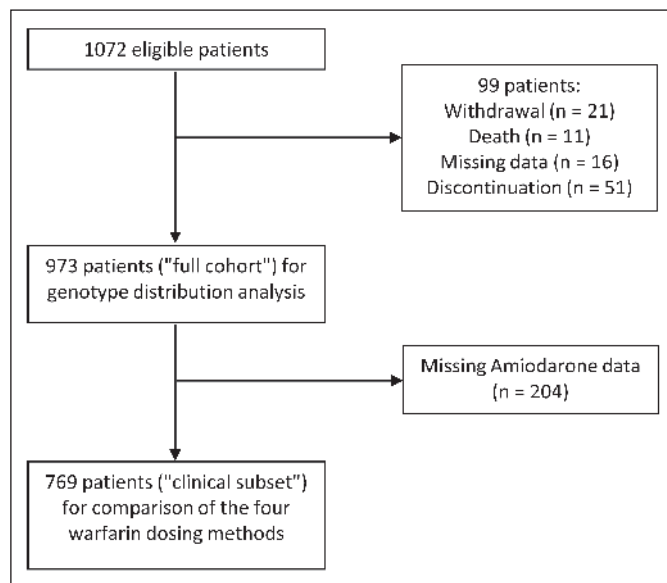 1072 eligible patients
99 patients:
Withdrawal (n = 21)
Death (n = 11)
Missing data (n = 16)
Discontinuation (n = 51)
973 patients ("full cohort") for
genotype distribution analysis
Missing Amiodarone data
(n = 204)
769 patients ("clinical subset")
for comparison of the four
warfarin dosing methods